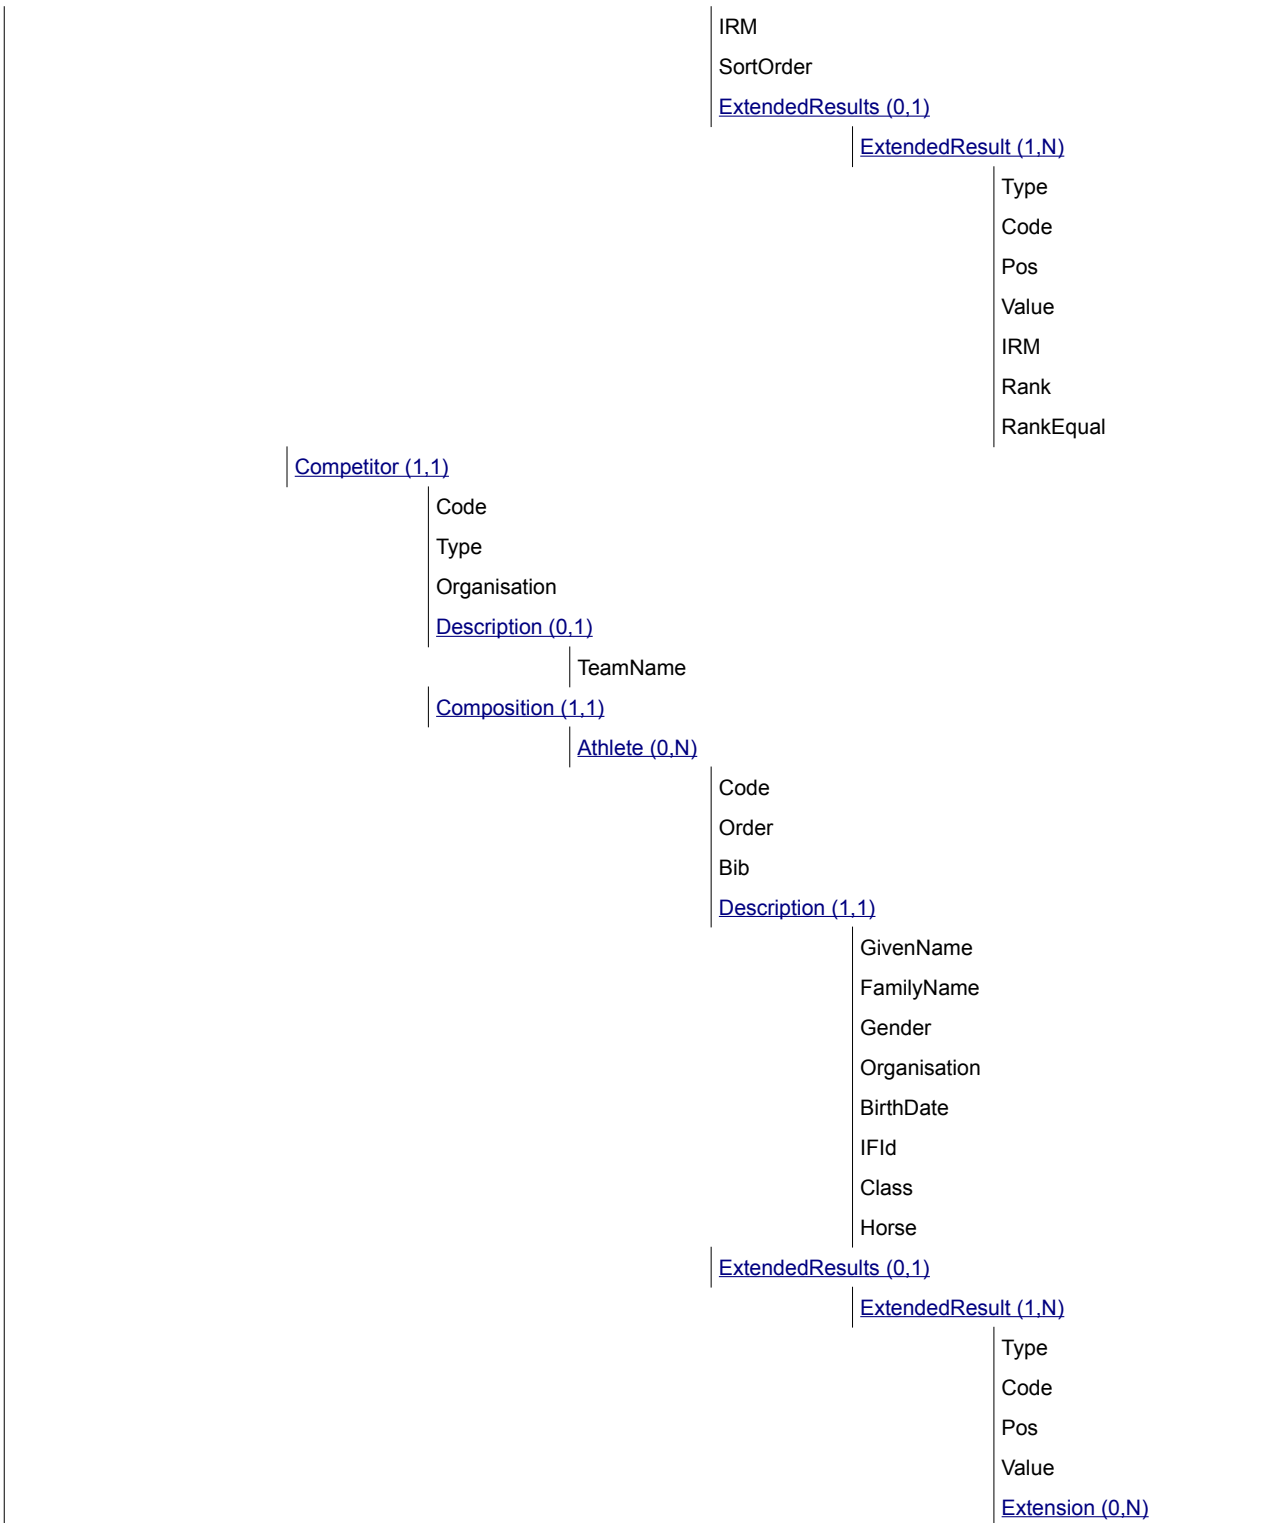 IRM
SortOrder
ExtendedResults (0,1)
ExtendedResult (1,N)
Type
Code
Pos
Value
IRM
Rank
RankEqual
Competitor (1,1)
Code
Type
Organisation
Description (0,1)
TeamName
Composition (1,1)
Athlete (0,N)
Code
Order
Bib
Description (1,1)
GivenName
FamilyName
Gender
Organisation
BirthDate
IFId
Class
Horse
ExtendedResults (0,1)
ExtendedResult (1,N)
Type
Code
Pos
Value
Extension (0,N)